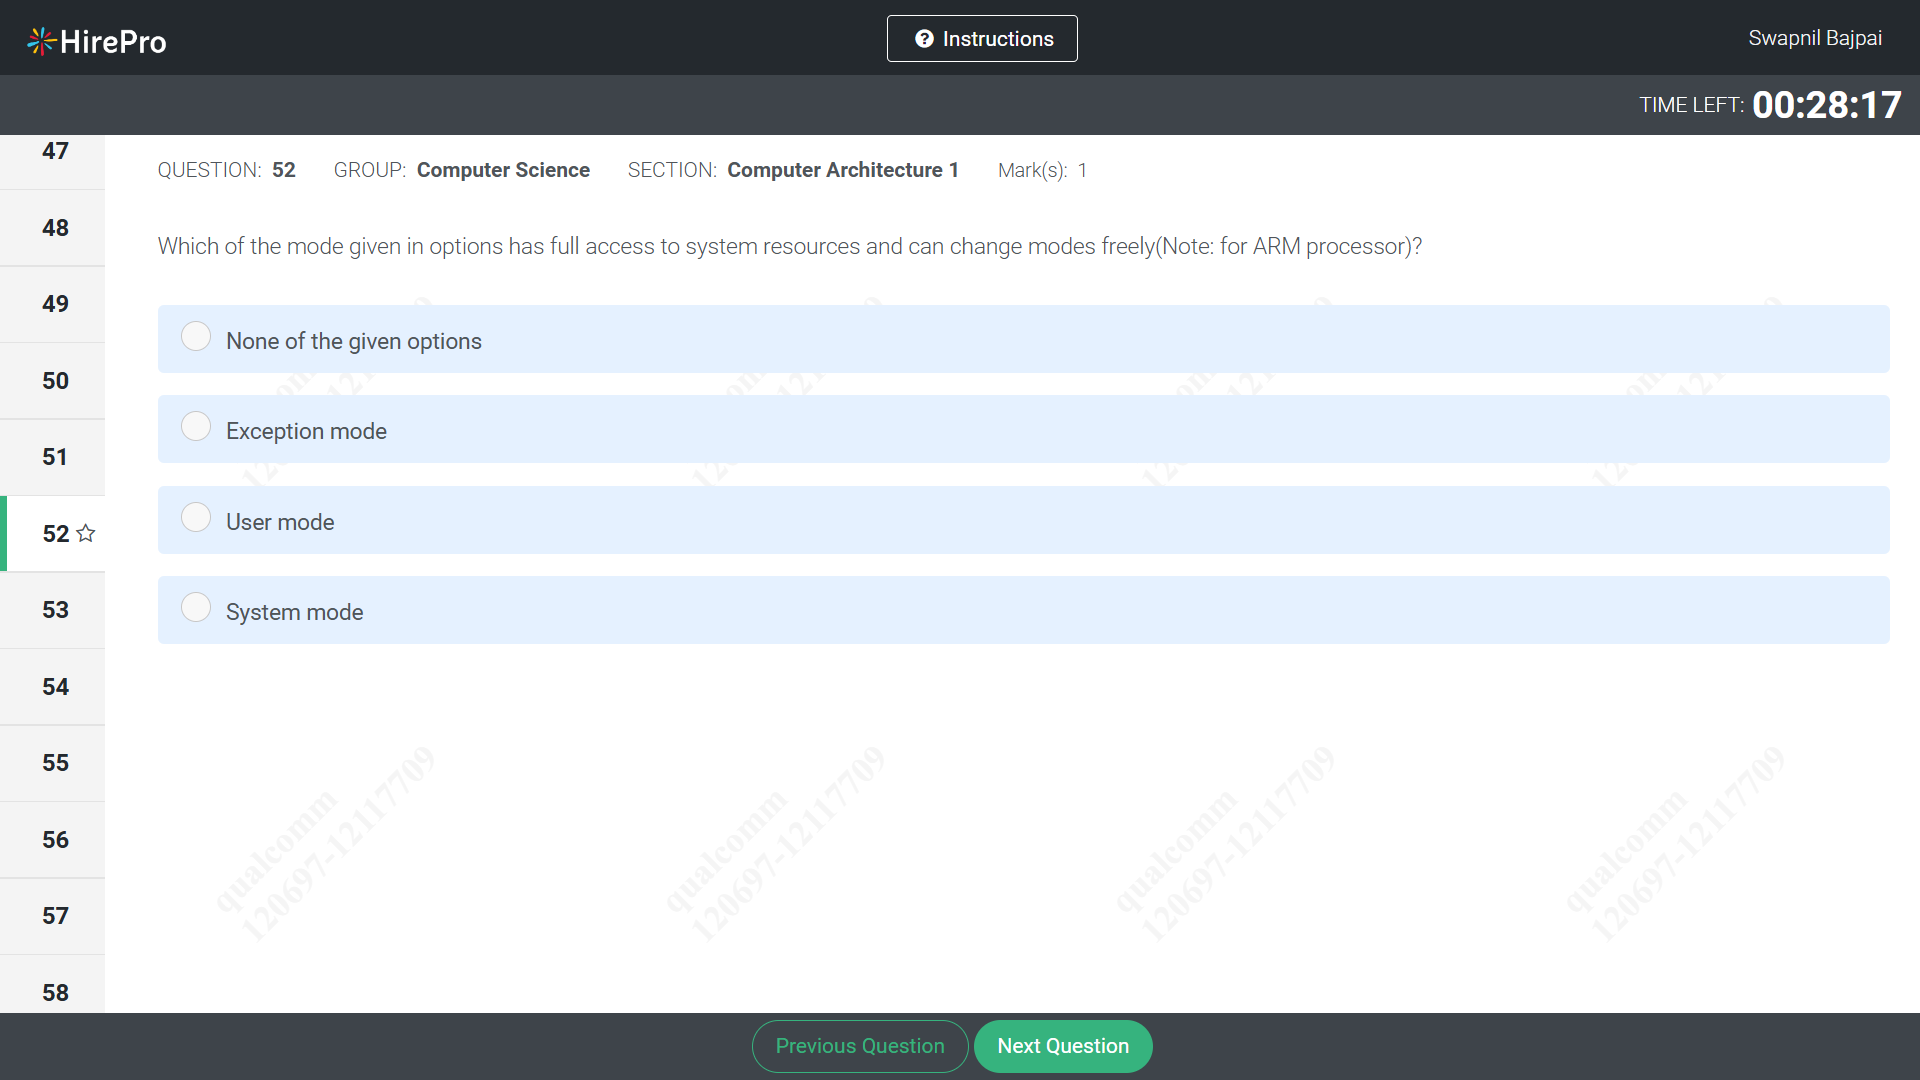 HirePro
Instructions
Swapnil Bajpai
TIME LEFT: 00:28:17
QUESTION: 52 GROUP: Computer Science SECTION: Computer Architecture 1 Mark(s): 1
Which of the mode given in options has full access to system resources and can change modes freely(Note: for ARM processor)?
None of the given options
Exception mode
User mode
System mode
47
48
49
50
51
52
53
54
55
56
57
58
qualcomm
120697-12117709
qualcomm
120697-12117709
qualcomm
120697-12117709
qualcomm
120697-12117709
Previous Question
Next Question